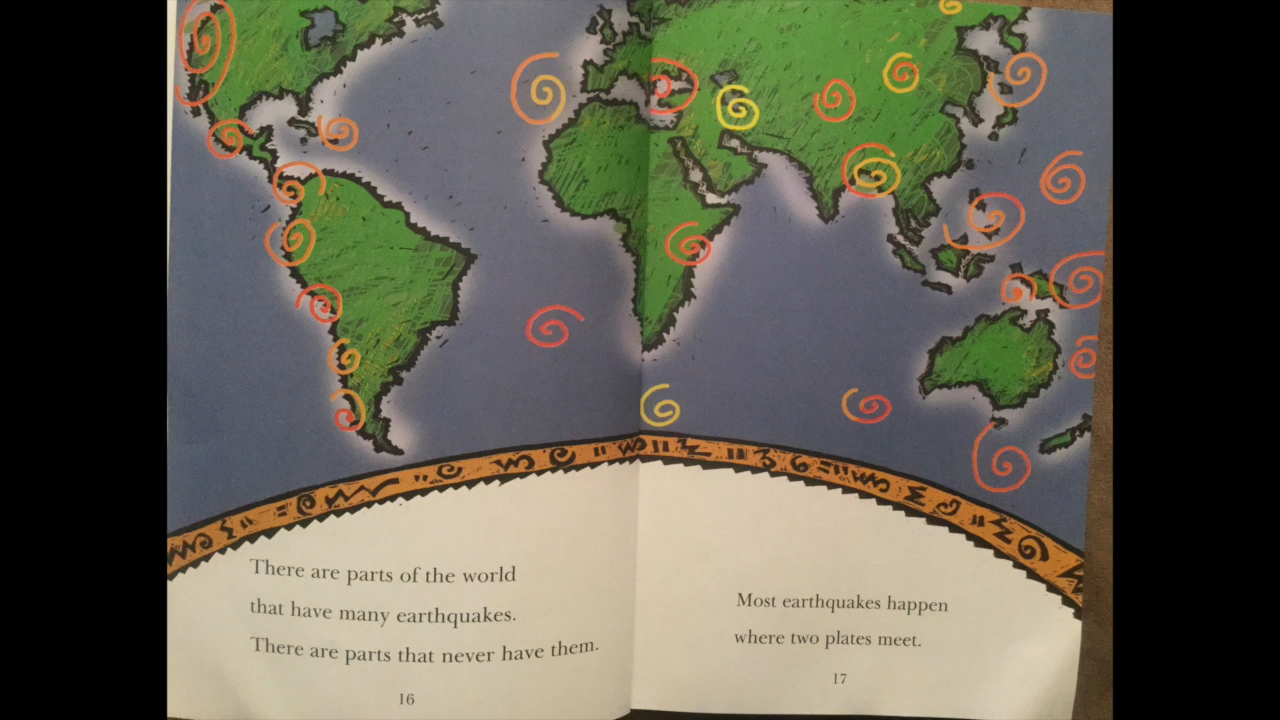 There are parts of the world
that have many earthquakes.
There are parts that never have them.
16
Most earthquakes happen
where two plates meet.
17